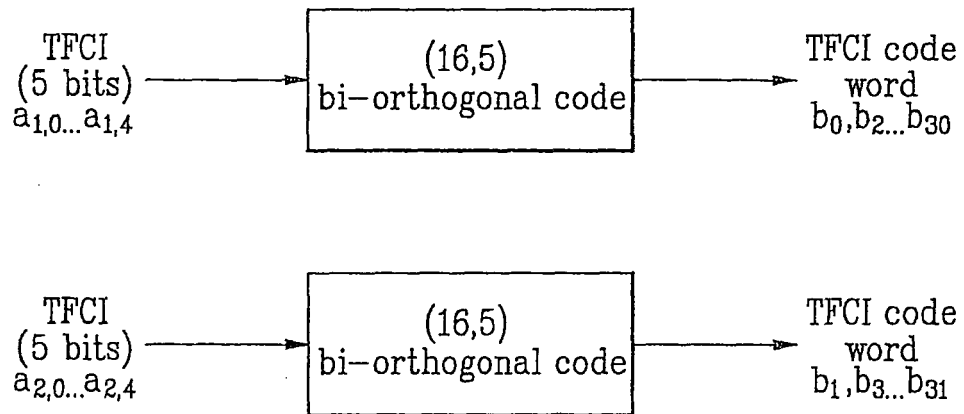 TFCI
(5 bits)
a1,0...a1,4
(16,5)
bi-orthogonal code
TFCI code
word
b0,b2...b30
TFCI
(5 bits)
a2,0...a2,4
(16,5)
bi-orthogonal code
TFCI code
word
b1,b3...b31